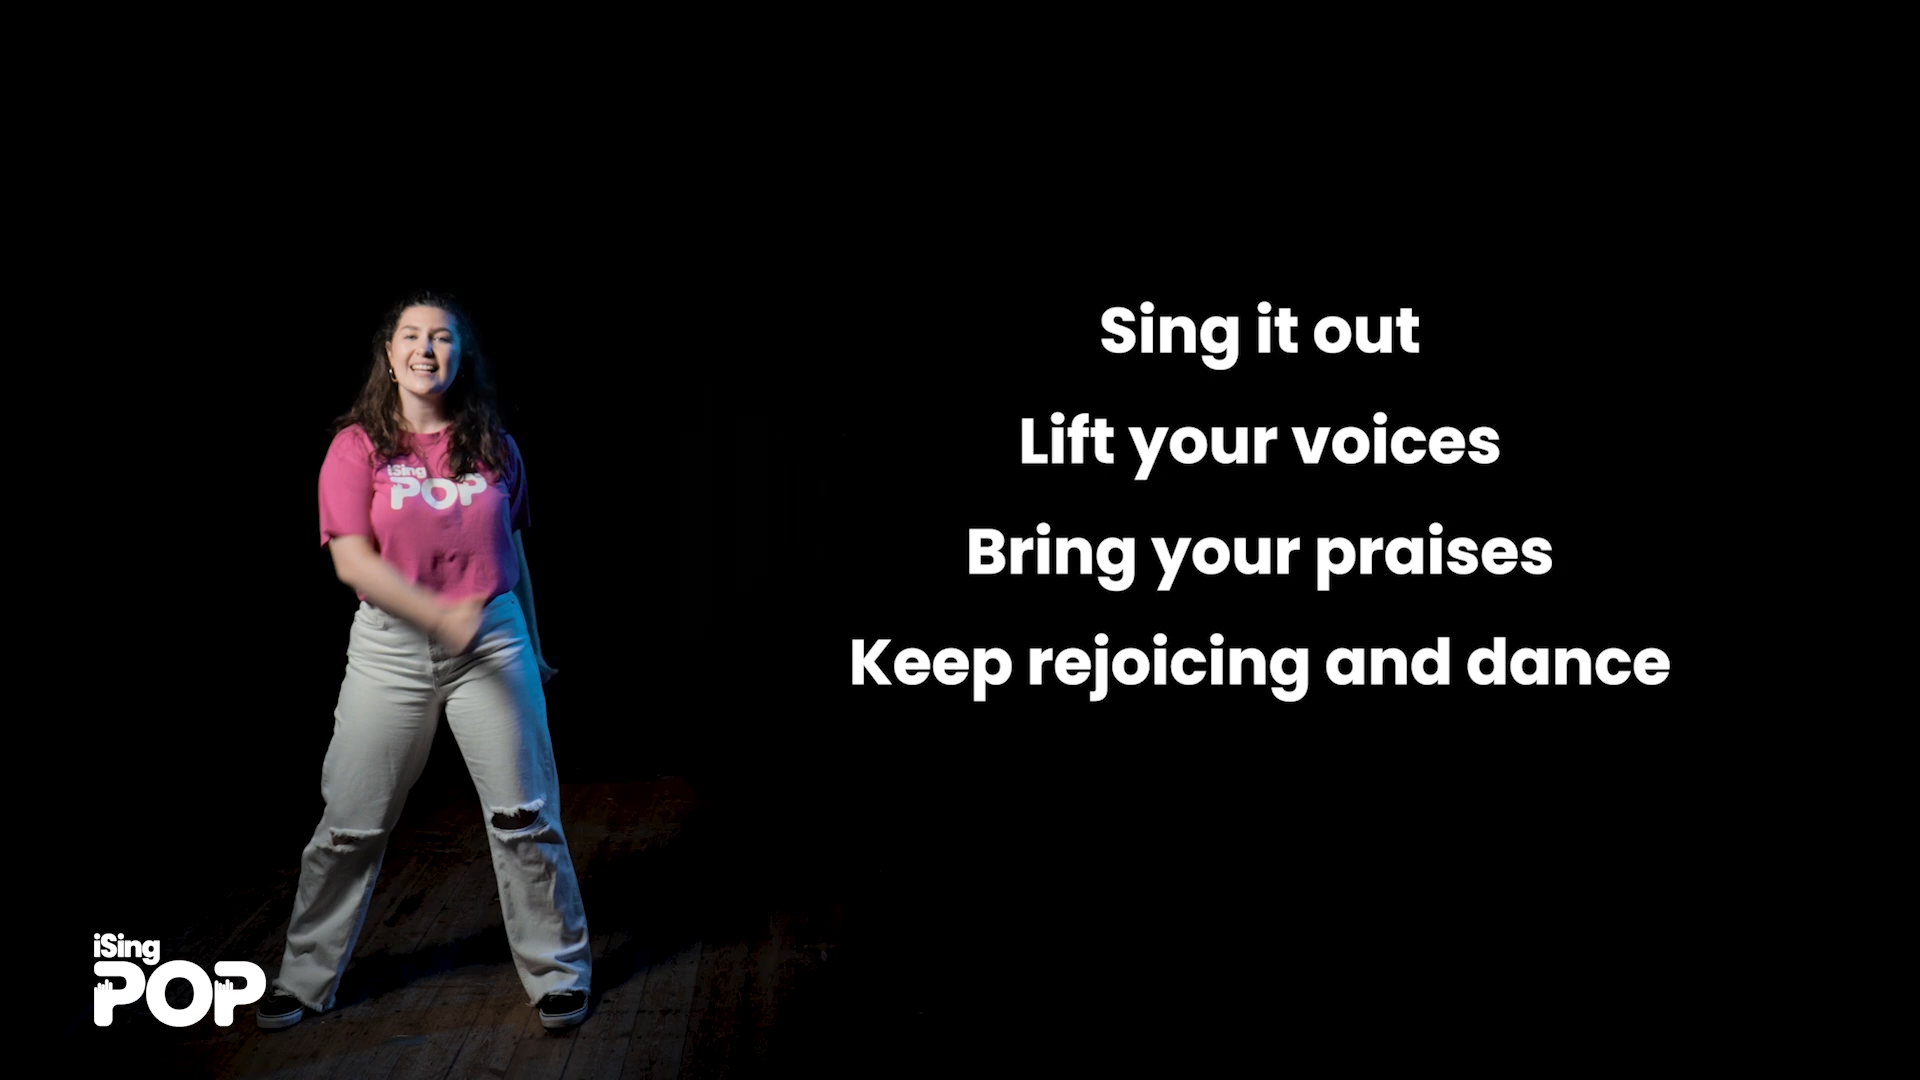 Sing it out
Lift your voices
Bring your praises
Keep rejoicing and dance
iSing
POP
iSing
POP